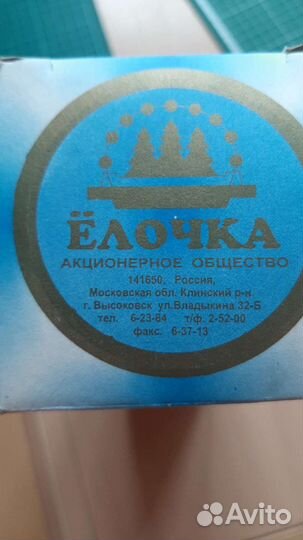 ЁЛОЧКА
АКЦИОНЕРНОЕ ОБЩЕСТВО
141650, Россия,
Московская обл. Клинский р-н
г. Высоковск ул.Владыкина 32-Б
тел. 6-23-84 т/ф. 2-52-00
факс. 6-37-13
Avito